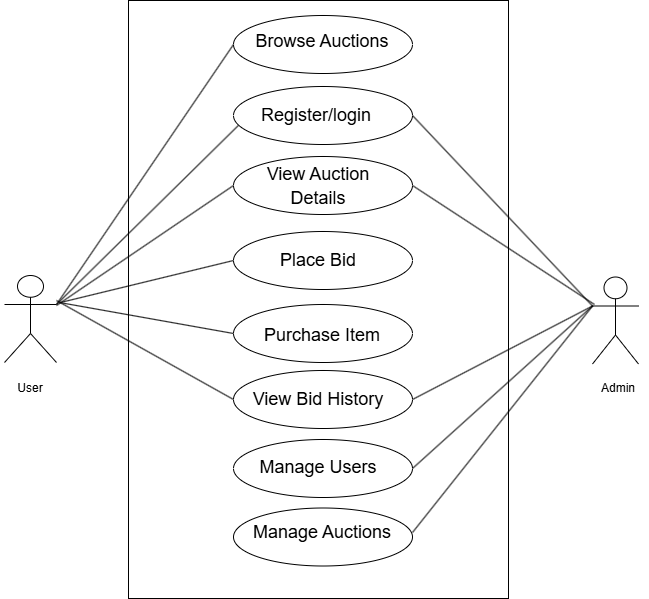 Browse Auctions
Register/login
View Auction
Details
Place Bid
Purchase Item
View Bid History
Manage Users
Manage Auctions
User
Admin